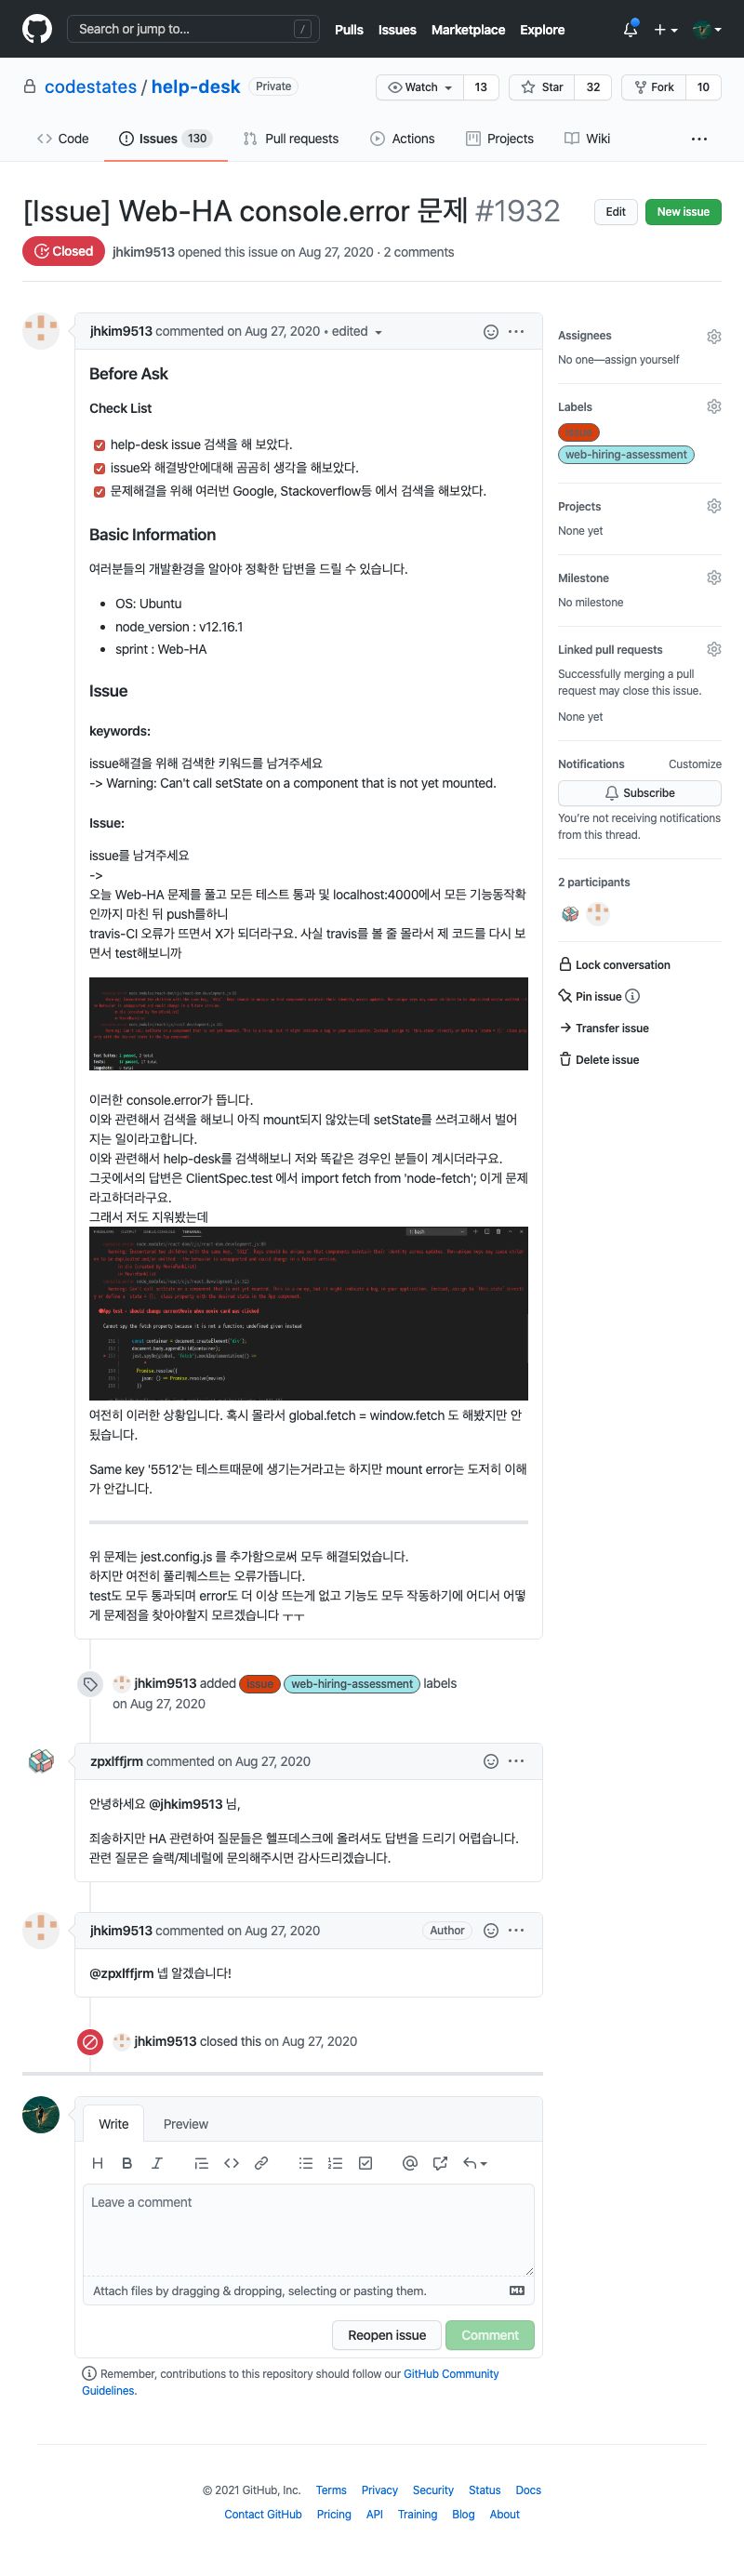 Search or jump to...
/
Pulls Issues Marketplace Explore
codestates / help-desk Private
Watch 13 Star 32 Fork 10
Code Issues 130 Pull requests Actions Projects Wiki
[Issue] Web-HA console.error 문제 #1932
Edit New issue
Closed jhkim9513 opened this issue on Aug 27, 2020 · 2 comments
jhkim9513 commented on Aug 27, 2020 • edited
Before Ask
Check List
help-desk issue 검색을 해 보았다.
issue와 해결방안에대해 곰곰히 생각을 해보았다.
문제해결을 위해 여러번 Google, Stackoverflow등 에서 검색을 해보았다.
Basic Information
여러분들의 개발환경을 알아야 정확한 답변을 드릴 수 있습니다.
OS: Ubuntu
node_version : v12.16.1
sprint : Web-HA
Issue
keywords:
issue해결을 위해 검색한 키워드를 남겨주세요
-> Warning: Can't call setState on a component that is not yet mounted.
Issue:
issue를 남겨주세요
->
오늘 Web-HA 문제를 풀고 모든 테스트 통과 및 localhost:4000에서 모든 기능동작확
인까지 마친 뒤 push를하니
travis-CI 오류가 뜨면서 X가 되더라구요. 사실 travis를 볼 줄 몰라서 제 코드를 다시 보
면서 test해보니까
이러한 console.error가 뜹니다.
이와 관련해서 검색을 해보니 아직 mount되지 않았는데 setState를 쓰려고해서 벌어
지는 일이라고합니다.
이와 관련해서 help-desk를 검색해보니 저와 똑같은 경우인 분들이 계시더라구요.
그곳에서의 답변은 ClientSpec.test 에서 import fetch from 'node-fetch'; 이게 문제
라고하더라구요.
그래서 저도 지워봤는데
여전히 이러한 상황입니다. 혹시 몰라서 global.fetch = window.fetch 도 해봤지만 안
됬습니다.
Same key '5512'는 테스트때문에 생기는거라고는 하지만 mount error는 도저히 이해
가 안갑니다.
위 문제는 jest.config.js 를 추가함으로써 모두 해결되었습니다.
하지만 여전히 풀리퀘스트는 오류가뜹니다.
test도 모두 통과되며 error도 더 이상 뜨는게 없고 기능도 모두 작동하기에 어디서 어떻
게 문제점을 찾아야할지 모르겠습니다 ㅜㅜ
jhkim9513 added issue web-hiring-assessment labels
on Aug 27, 2020
zpxlffjrm commented on Aug 27, 2020
안녕하세요 @jhkim9513 님,
죄송하지만 HA 관련하여 질문들은 헬프데스크에 올려셔도 답변을 드리기 어렵습니다.
관련 질문은 슬랙/제네럴에 문의해주시면 감사드리겠습니다.
jhkim9513 commented on Aug 27, 2020 Author
@zpxlffjrm 넵 알겠습니다!
jhkim9513 closed this on Aug 27, 2020
Write Preview
Leave a comment
Attach files by dragging & dropping, selecting or pasting them.
Reopen issue Comment
Remember, contributions to this repository should follow our GitHub Community
Guidelines.
Assignees
No one—assign yourself
Labels
issue
web-hiring-assessment
Projects
None yet
Milestone
No milestone
Linked pull requests
Successfully merging a pull
request may close this issue.
None yet
Notifications Customize
Subscribe
You're not receiving notifications
from this thread.
2 participants
Lock conversation
Pin issue
Transfer issue
Delete issue
© 2021 GitHub, Inc. Terms Privacy Security Status Docs
Contact GitHub Pricing API Training Blog About